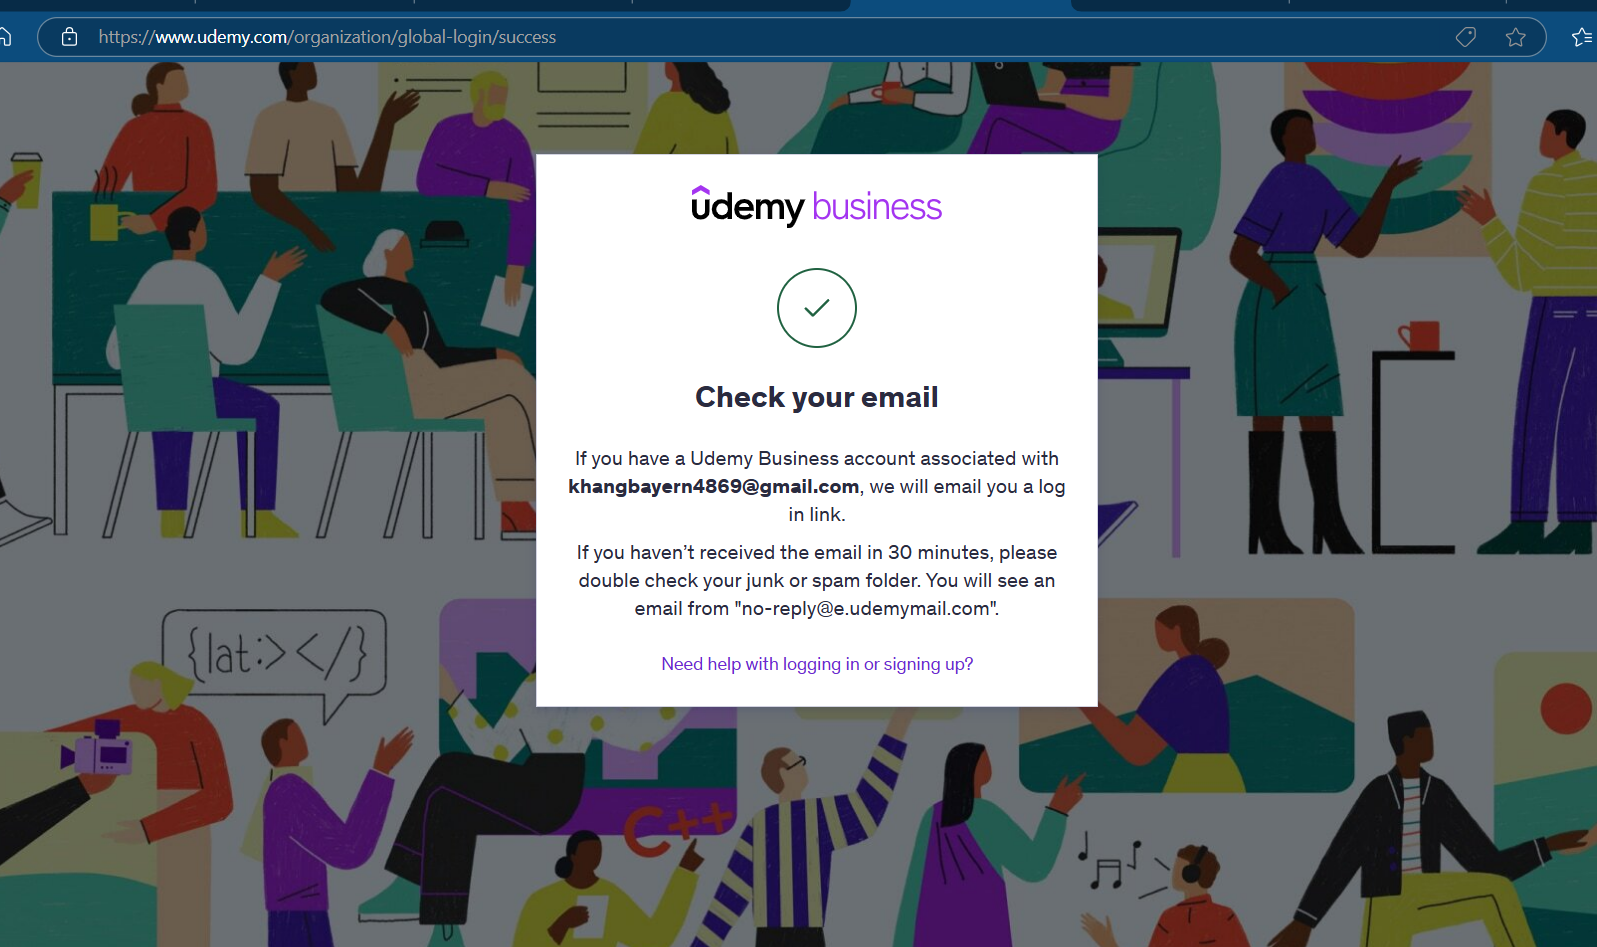 https://www.udemy.com/organization/global-login/success
udemy business
Check your email
If you have a Udemy Business account associated with
khangbayern4869@gmail.com, we will email you a log
in link.
If you haven’t received the email in 30 minutes, please
double check your junk or spam folder. You will see an
email from "no-reply@e.udemymail.com".
Need help with logging in or signing up?
{lat:> </>}
C++